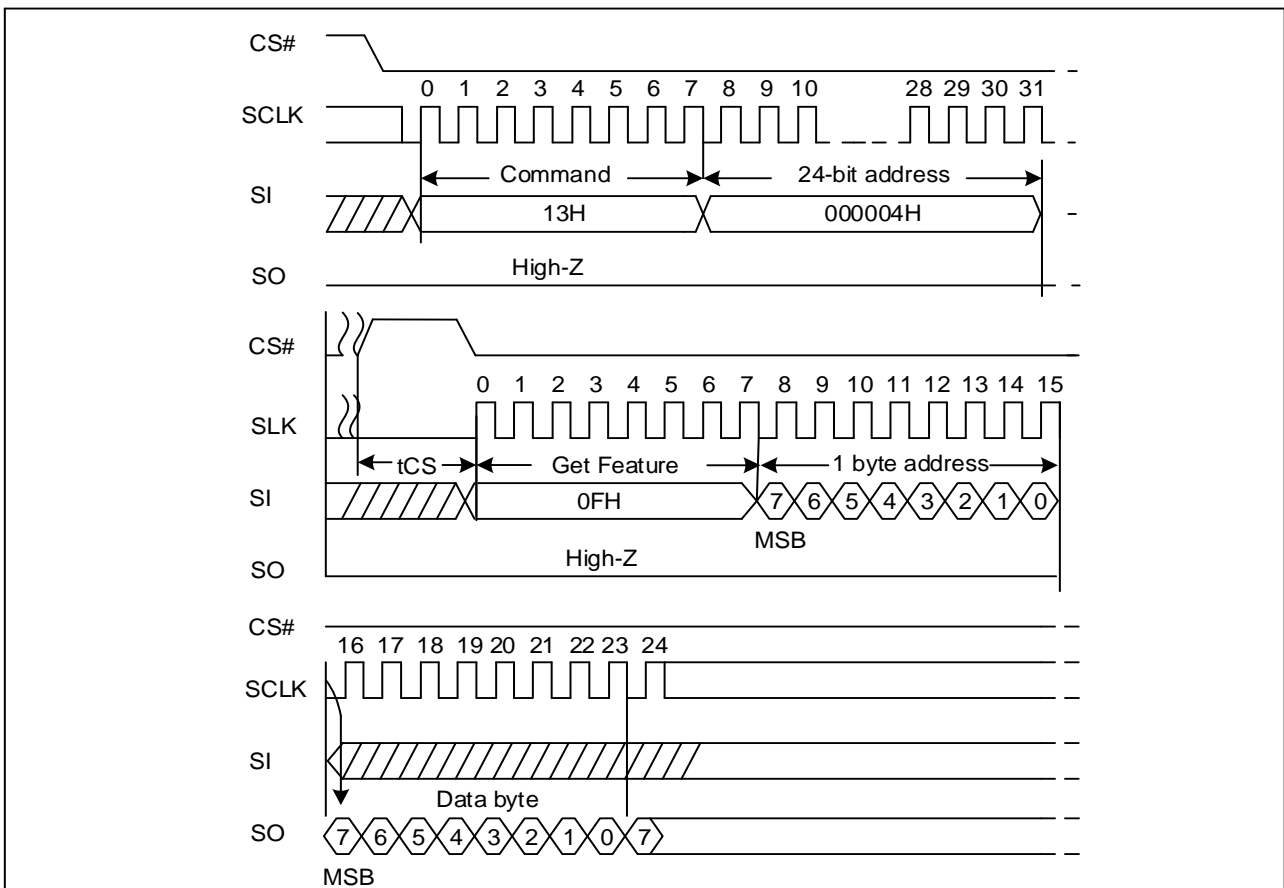 CS#
0 1 2 3 4 5 6 7 8 9 10 28 29 30 31
SCLK
Command 24-bit address
SI
13H 000004H
High-Z
SO
CS#
0 1 2 3 4 5 6 7 8 9 10 11 12 13 14 15
SLK
tCS Get Feature 1 byte address
SI
0FH 7 6 5 4 3 2 1 0
MSB
High-Z
SO
CS#
16 17 18 19 20 21 22 23 24
SCLK
SI
Data byte
SO
7 6 5 4 3 2 1 0 7
MSB